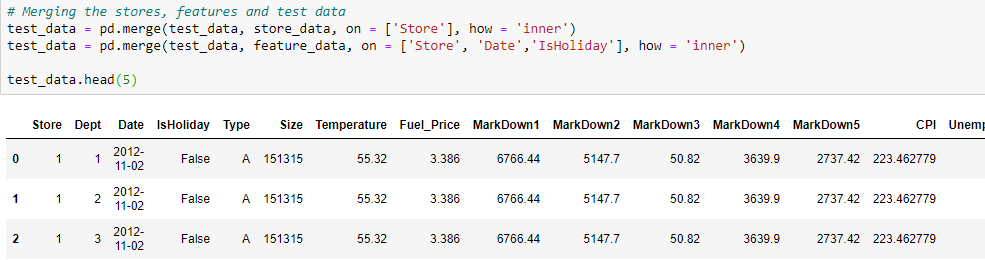 # Merging the stores, features and test data
test_data = pd.merge(test_data, store_data, on = ['Store'], how = 'inner')
test_data = pd.merge(test_data, feature_data, on = ['Store', 'Date','IsHoliday'], how = 'inner')
test_data.head(5)
Store Dept Date IsHoliday Type Size Temperature Fuel_Price MarkDown1 MarkDown2 MarkDown3 MarkDown4 MarkDown5 CPI Unemp
0 1 1 2012-11-02 False A 151315 55.32 3.386 6766.44 5147.7 50.82 3639.9 2737.42 223.462779
1 1 2 2012-11-02 False A 151315 55.32 3.386 6766.44 5147.7 50.82 3639.9 2737.42 223.462779
2 1 3 2012-11-02 False A 151315 55.32 3.386 6766.44 5147.7 50.82 3639.9 2737.42 223.462779